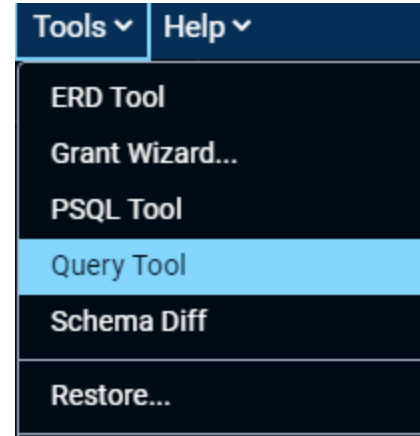 Tools Help
ERD Tool
Grant Wizard...
PSQL Tool
Query Tool
Schema Diff
Restore...